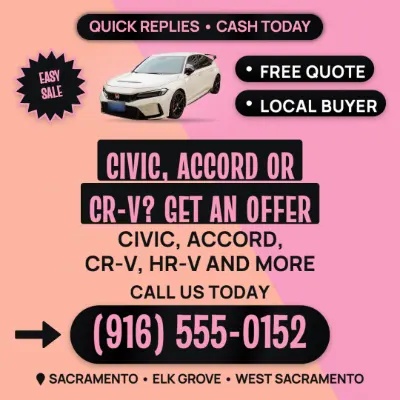 QUICK REPLIES • CASH TODAY
EASY
SALE
• FREE QUOTE
• LOCAL BUYER
CIVIC, ACCORD OR
CR-V? GET AN OFFER
CIVIC, ACCORD,
CR-V, HR-V AND MORE
CALL US TODAY
(916) 555-0152
SACRAMENTO • ELK GROVE • WEST SACRAMENTO